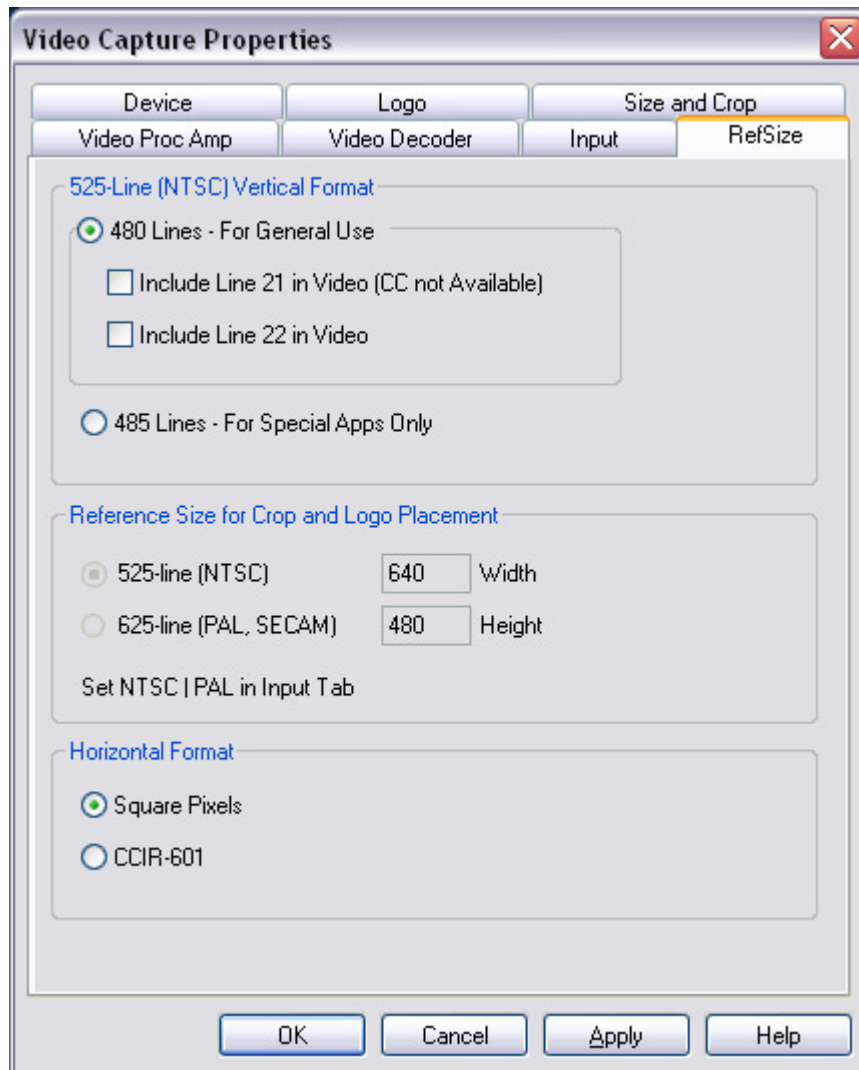 Video Capture Properties
Device Logo Size and Crop
Video Proc Amp Video Decoder Input RefSize
525-Line (NTSC) Vertical Format
480 Lines - For General Use
Include Line 21 in Video (CC not Available)
Include Line 22 in Video
485 Lines - For Special Apps Only
Reference Size for Crop and Logo Placement
525-line (NTSC) 640 Width
625-line (PAL, SECAM) 480 Height
Set NTSC | PAL in Input Tab
Horizontal Format
Square Pixels
CCIR-601
OK Cancel Apply Help